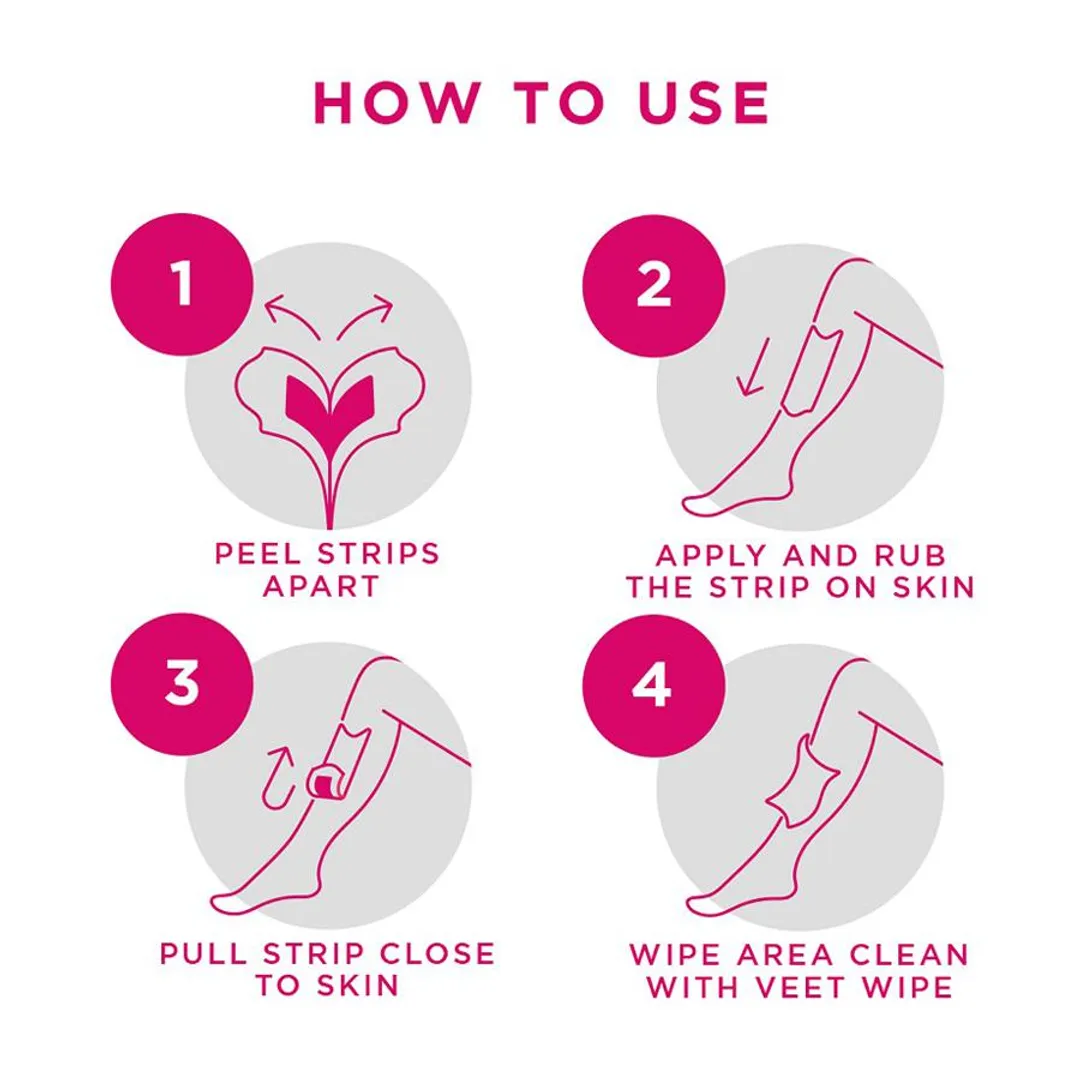 HOW TO USE
1
PEEL STRIPS
APART
2
APPLY AND RUB
THE STRIP ON SKIN
3
PULL STRIP CLOSE
TO SKIN
4
WIPE AREA CLEAN
WITH VEET WIPE